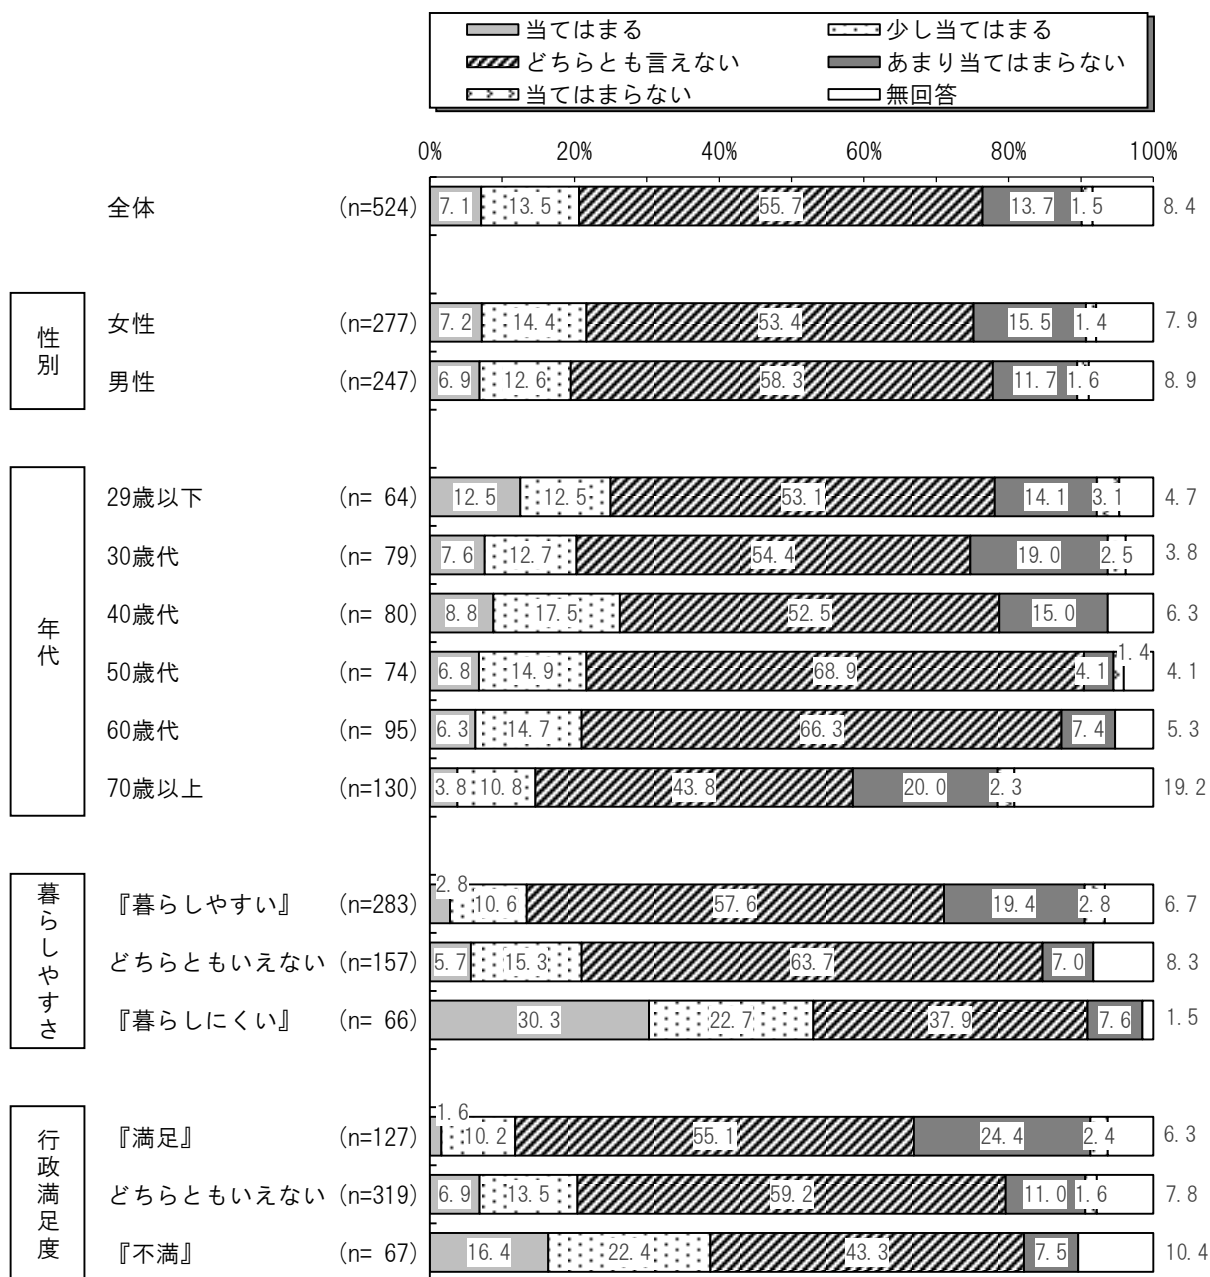 当てはまる 少し当てはまる
どちらとも言えない あまり当てはまらない
当てはまらない 無回答
0% 20% 40% 60% 80% 100%
全体 (n=524) 7.1 13.5 55.7 13.7 1.5 8.4
性別
女性 (n=277) 7.2 14.4 53.4 15.5 1.4 7.9
男性 (n=247) 6.9 12.6 58.3 11.7 1.6 8.9
年代
29歳以下 (n= 64) 12.5 12.5 53.1 14.1 3.1 4.7
30歳代 (n= 79) 7.6 12.7 54.4 19.0 2.5 3.8
40歳代 (n= 80) 8.8 17.5 52.5 15.0 6.3
50歳代 (n= 74) 6.8 14.9 68.9 4.1 1.4 4.1
60歳代 (n= 95) 6.3 14.7 66.3 7.4 5.3
70歳以上 (n=130) 3.8 10.8 43.8 20.0 2.3 19.2
暮らしやすさ
『暮らしやすい』 (n=283) 2.8 10.6 57.6 19.4 2.8 6.7
どちらともいえない (n=157) 5.7 15.3 63.7 7.0 8.3
『暮らしにくい』 (n= 66) 30.3 22.7 37.9 7.6 1.5
行政満足度
『満足』 (n=127) 1.6 10.2 55.1 24.4 2.4 6.3
どちらともいえない (n=319) 6.9 13.5 59.2 11.0 1.6 7.8
『不満』 (n= 67) 16.4 22.4 43.3 7.5 10.4